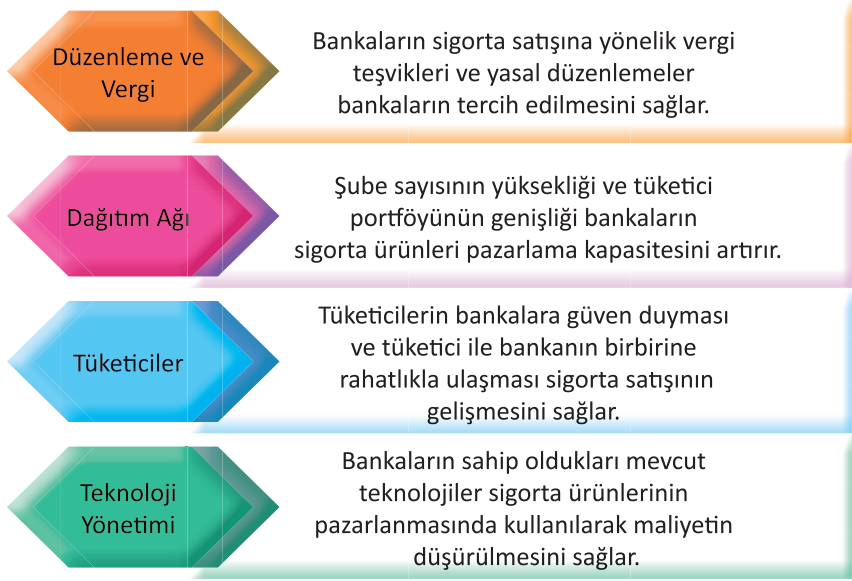 Düzenleme ve
Vergi
Bankaların sigorta satışına yönelik vergi
teşvikleri ve yasal düzenlemeler
bankaların tercih edilmesini sağlar.
Dağıtım Ağı
Şube sayısının yüksekliği ve tüketici
portföyünün genişliği bankaların
sigorta ürünleri pazarlama kapasitesini artırır.
Tüketiciler
Tüketicilerin bankalara güven duyması
ve tüketici ile bankanın birbirine
rahatlıkla ulaşması sigorta satışının
gelişmesini sağlar.
Teknoloji
Yönetimi
Bankaların sahip oldukları mevcut
teknolojiler sigorta ürünlerinin
pazarlanmasında kullanılarak maliyetin
düşürülmesini sağlar.